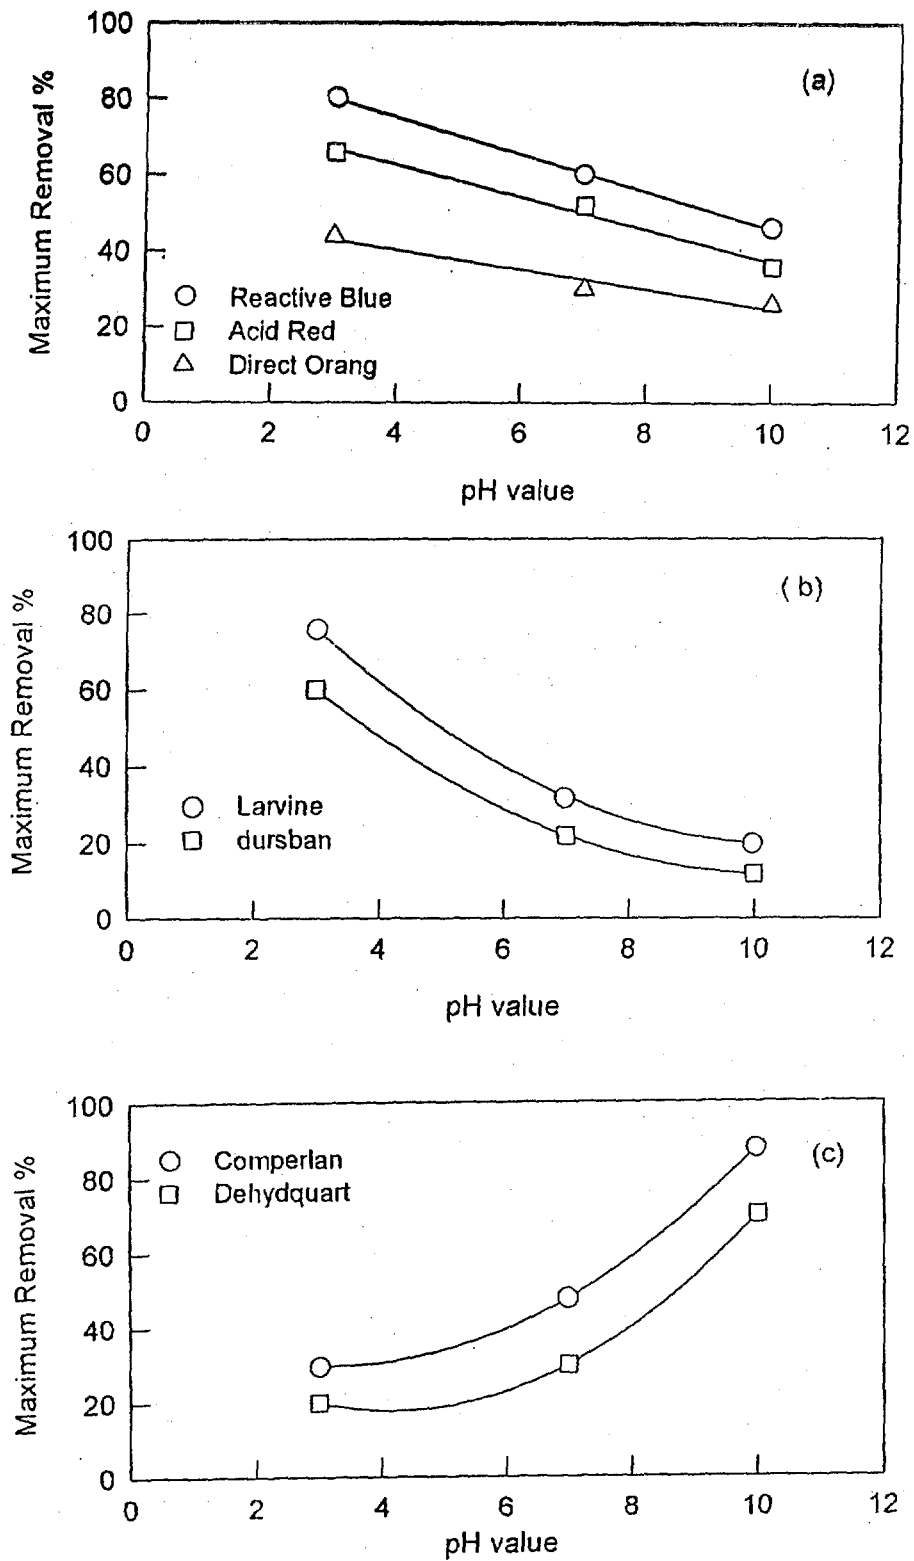 100
80
60
40
20
0
Maximum Removal %
(a)
Reactive Blue
Acid Red
Direct Orang
0 2 4 6 8 10 12
pH value
100
80
60
40
20
0
Maximum Removal %
( b)
Larvine
dursban
0 2 4 6 8 10 12
pH value
100
80
60
40
20
0
Maximum Removal %
(c)
Comperlan
Dehydquart
0 2 4 6 8 10 12
pH value